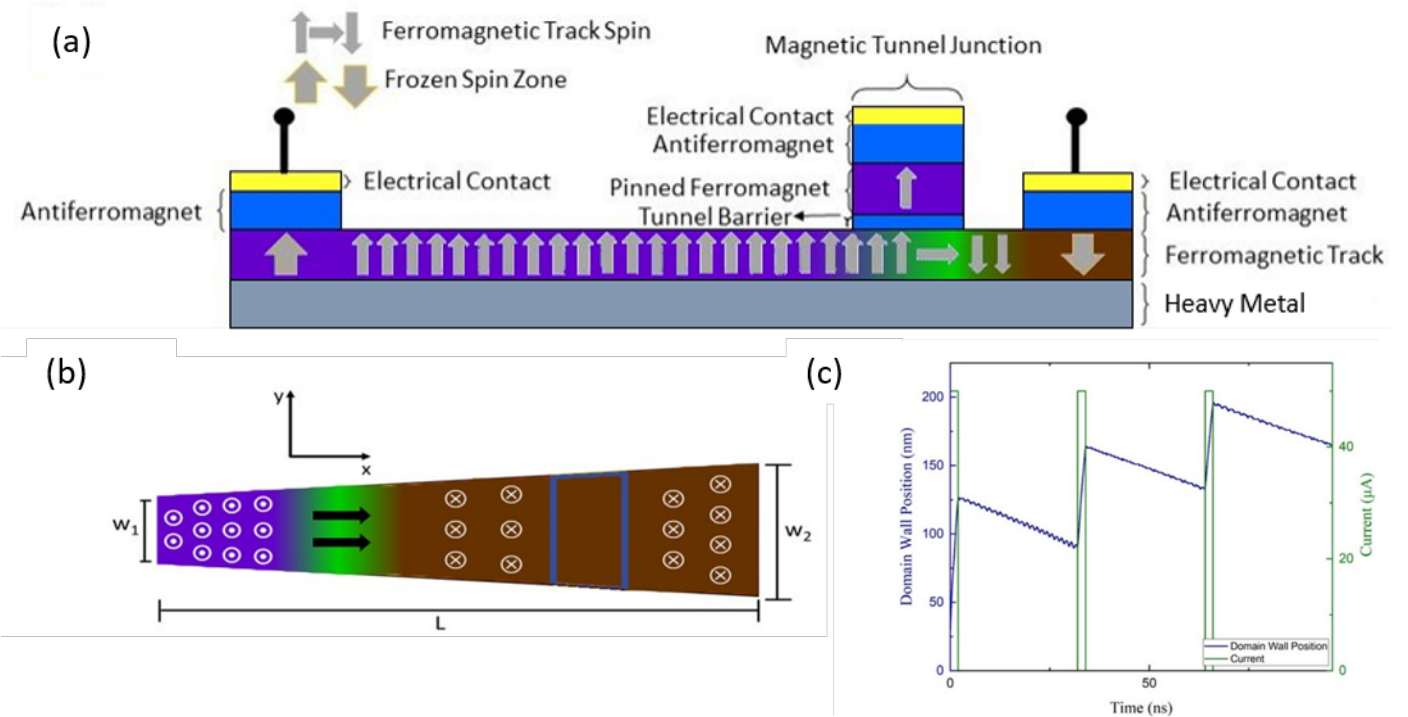 (a)
Ferromagnetic Track Spin
Frozen Spin Zone
Magnetic Tunnel Junction
Electrical Contact
Antiferromagnet
Pinned Ferromagnet
Tunnel Barrier
Electrical Contact
Antiferromagnet
Electrical Contact
Antiferromagnet
Ferromagnetic Track
Heavy Metal
(b)
y
x
w1
w2
L
(c)
Domain Wall Position (nm)
200
150
100
50
0
Current (μA)
40
20
0
Domain Wall Position
Current
0
50
Time (ns)